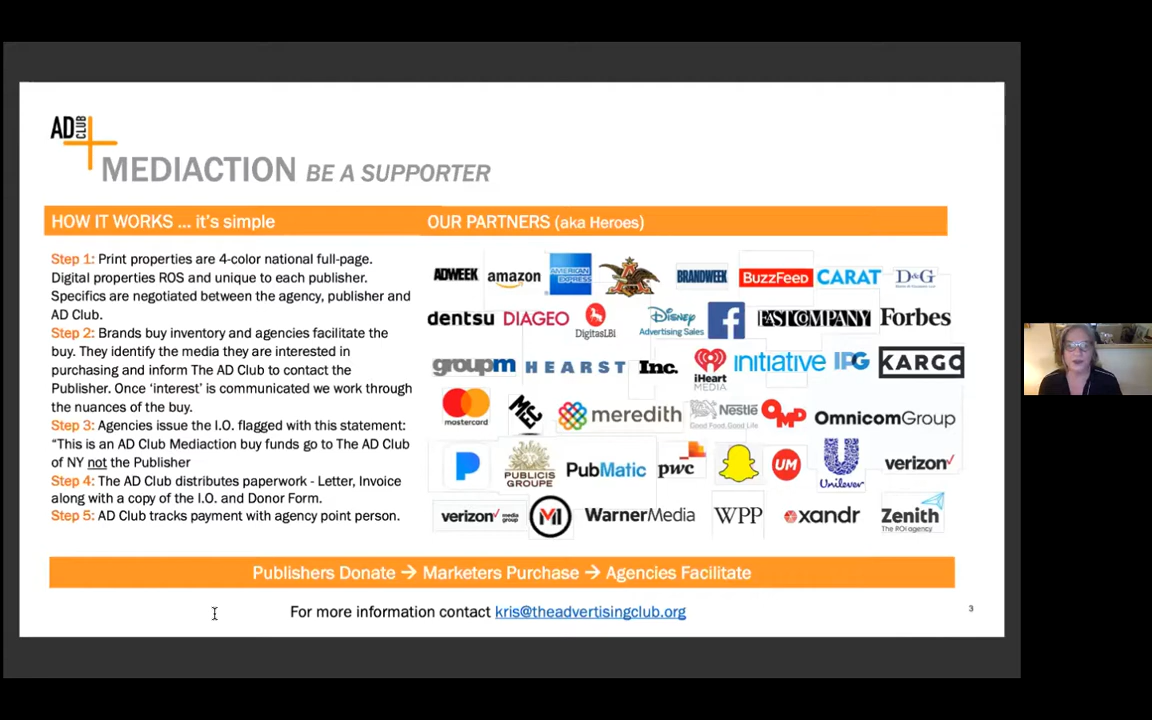 AD CLUB
MEDIACTION BE A SUPPORTER
HOW IT WORKS ... it's simple
OUR PARTNERS (aka Heroes)
Step 1: Print properties are 4-color national full-page.
Digital properties ROS and unique to each publisher.
Specifics are negotiated between the agency, publisher and
AD Club.
Step 2: Brands buy inventory and agencies facilitate the
buy. They identify the media they are interested in
purchasing and inform The AD Club to contact the
Publisher. Once 'interest' is communicated we work through
the nuances of the buy.
Step 3: Agencies issue the I.O. flagged with this statement:
"This is an AD Club Mediaction buy funds go to The AD Club
of NY not the Publisher
Step 4: The AD Club distributes paperwork - Letter, Invoice
along with a copy of the I.O. and Donor Form.
Step 5: AD Club tracks payment with agency point person.
ADWEEK amazon AMERICAN EXPRESS BRANDWEEK BuzzFeed CARAT D&G
dentsu DIAGEO DigitasLBi Disney Advertising Sales f FAST COMPANY Forbes
groupm HEARST Inc. iHeart MEDIA initiative IPG KARGO
mastercard MEC meredith Nestlé Good Food, Good Life OMD OmnicomGroup
P PUBLICIS GROUPE PubMatic pwc UM Unilever verizon
verizon media group M WarnerMedia WPP xandr Zenith The ROI agency
Publishers Donate → Marketers Purchase → Agencies Facilitate
For more information contact kris@theadvertisingclub.org
3